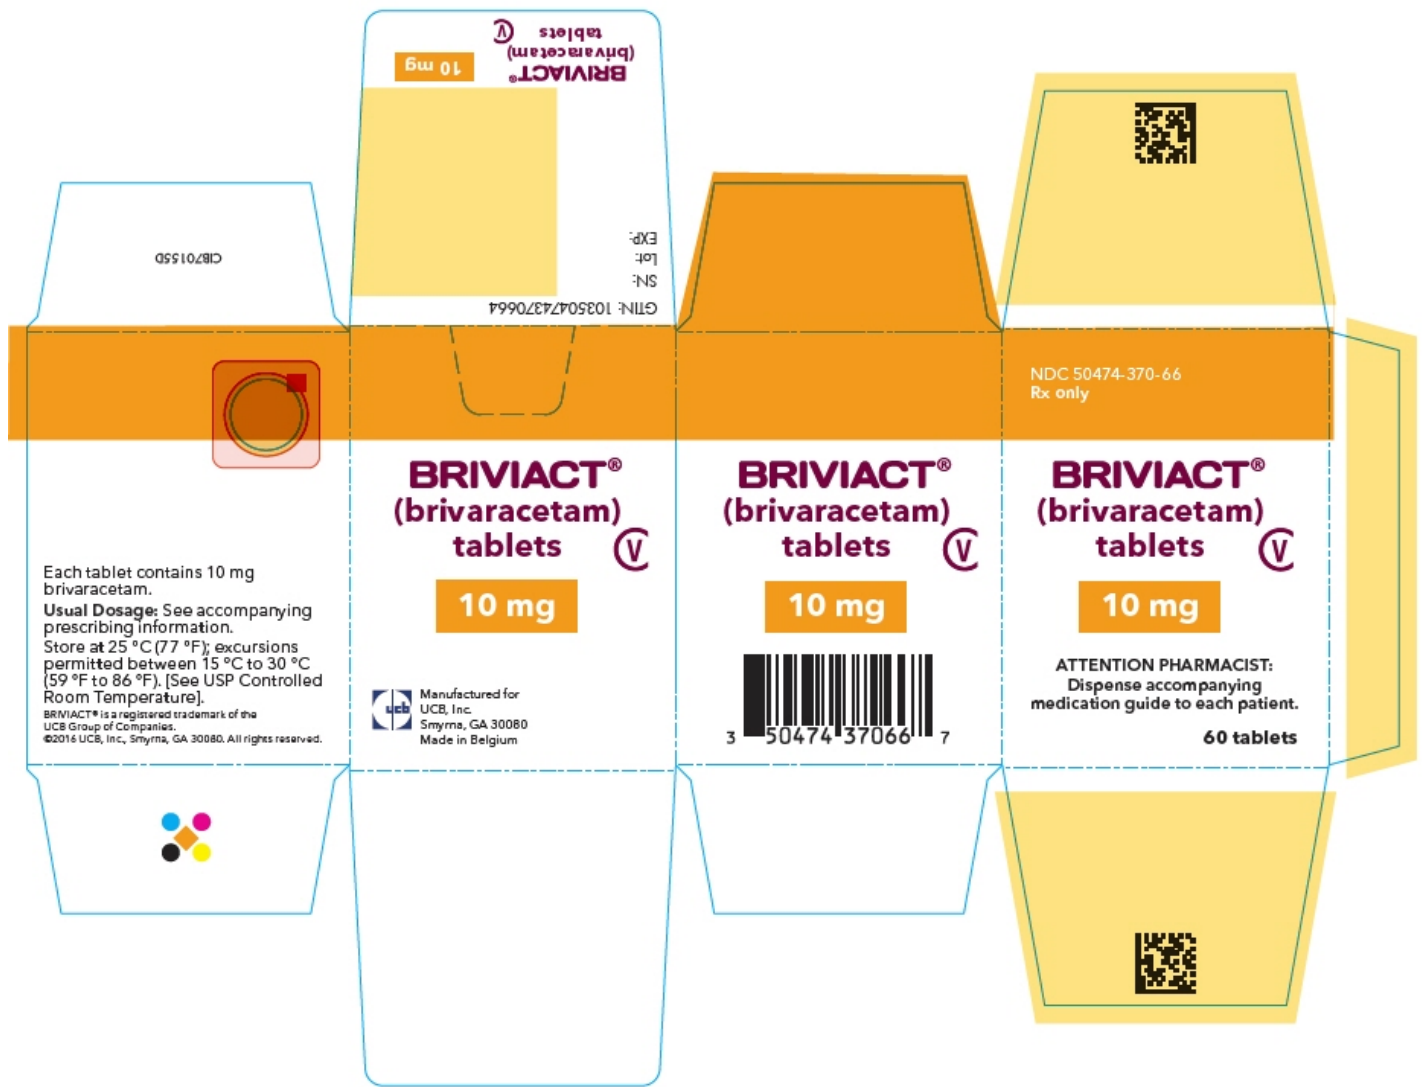 BRIVIACT®
(brivaracetam)
tablets CV
10 mg
EXP:
Lot:
SN:
GTIN: 10350474370664
CIB70155D
Each tablet contains 10 mg
brivaracetam.
Usual Dosage: See accompanying
prescribing information.
Store at 25 °C (77 °F); excursions
permitted between 15 °C to 30 °C
(59 °F to 86 °F). [See USP Controlled
Room Temperature].
BRIVIACT® is a registered trademark of the
UCB Group of Companies.
©2016 UCB, Inc., Smyrna, GA 30080. All rights reserved.
BRIVIACT®
(brivaracetam)
tablets CV
10 mg
ucb
Manufactured for
UCB, Inc.
Smyrna, GA 30080
Made in Belgium
BRIVIACT®
(brivaracetam)
tablets CV
10 mg
3 50474 37066 7
NDC 50474-370-66
Rx only
BRIVIACT®
(brivaracetam)
tablets CV
10 mg
ATTENTION PHARMACIST:
Dispense accompanying
medication guide to each patient.
60 tablets